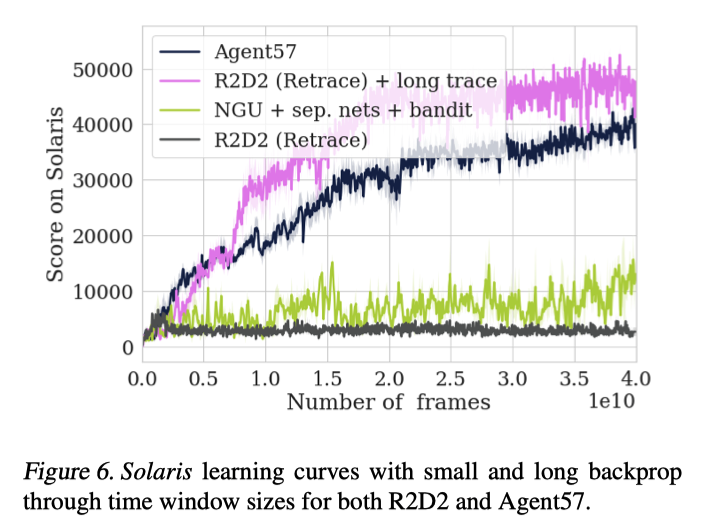 Agent57
R2D2 (Retrace) + long trace
NGU + sep. nets + bandit
R2D2 (Retrace)
Score on Solaris
50000
40000
30000
20000
10000
0
0.0 0.5 1.0 1.5 2.0 2.5 3.0 3.5 4.0
Number of frames
1e10
Figure 6. Solaris learning curves with small and long backprop
through time window sizes for both R2D2 and Agent57.